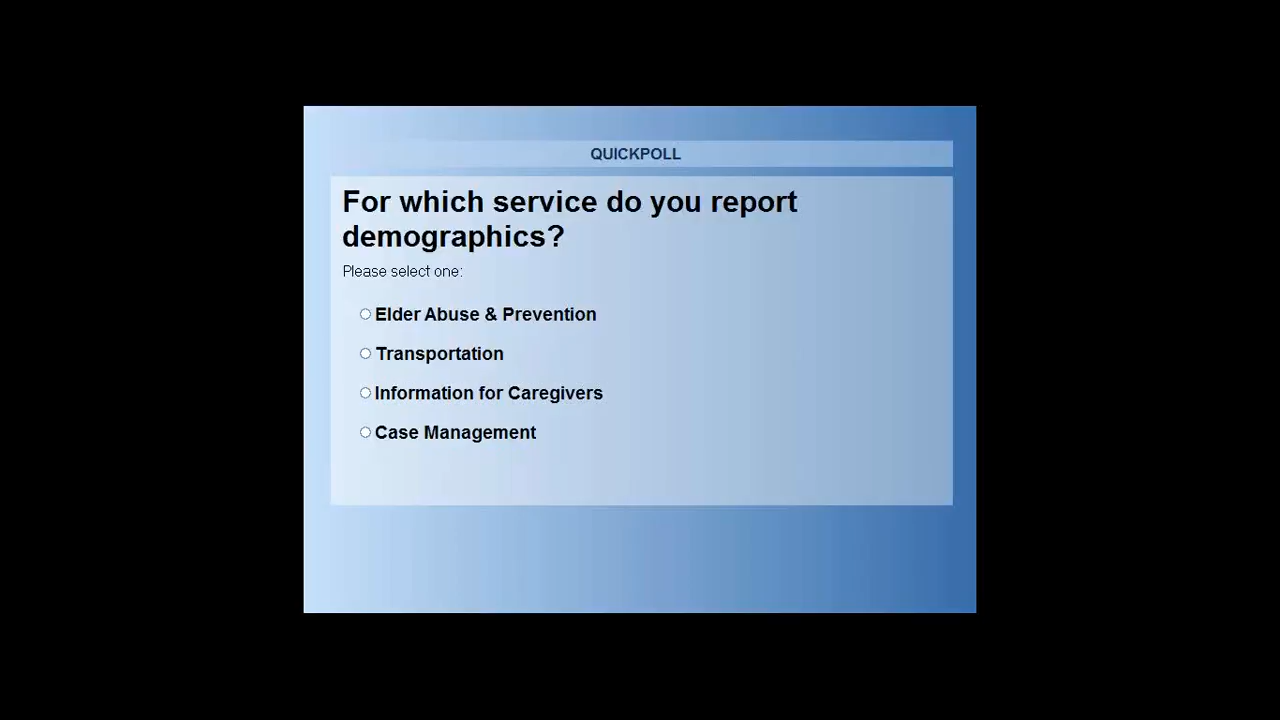 QUICKPOLL
For which service do you report
demographics?
Please select one:
Elder Abuse & Prevention
Transportation
Information for Caregivers
Case Management